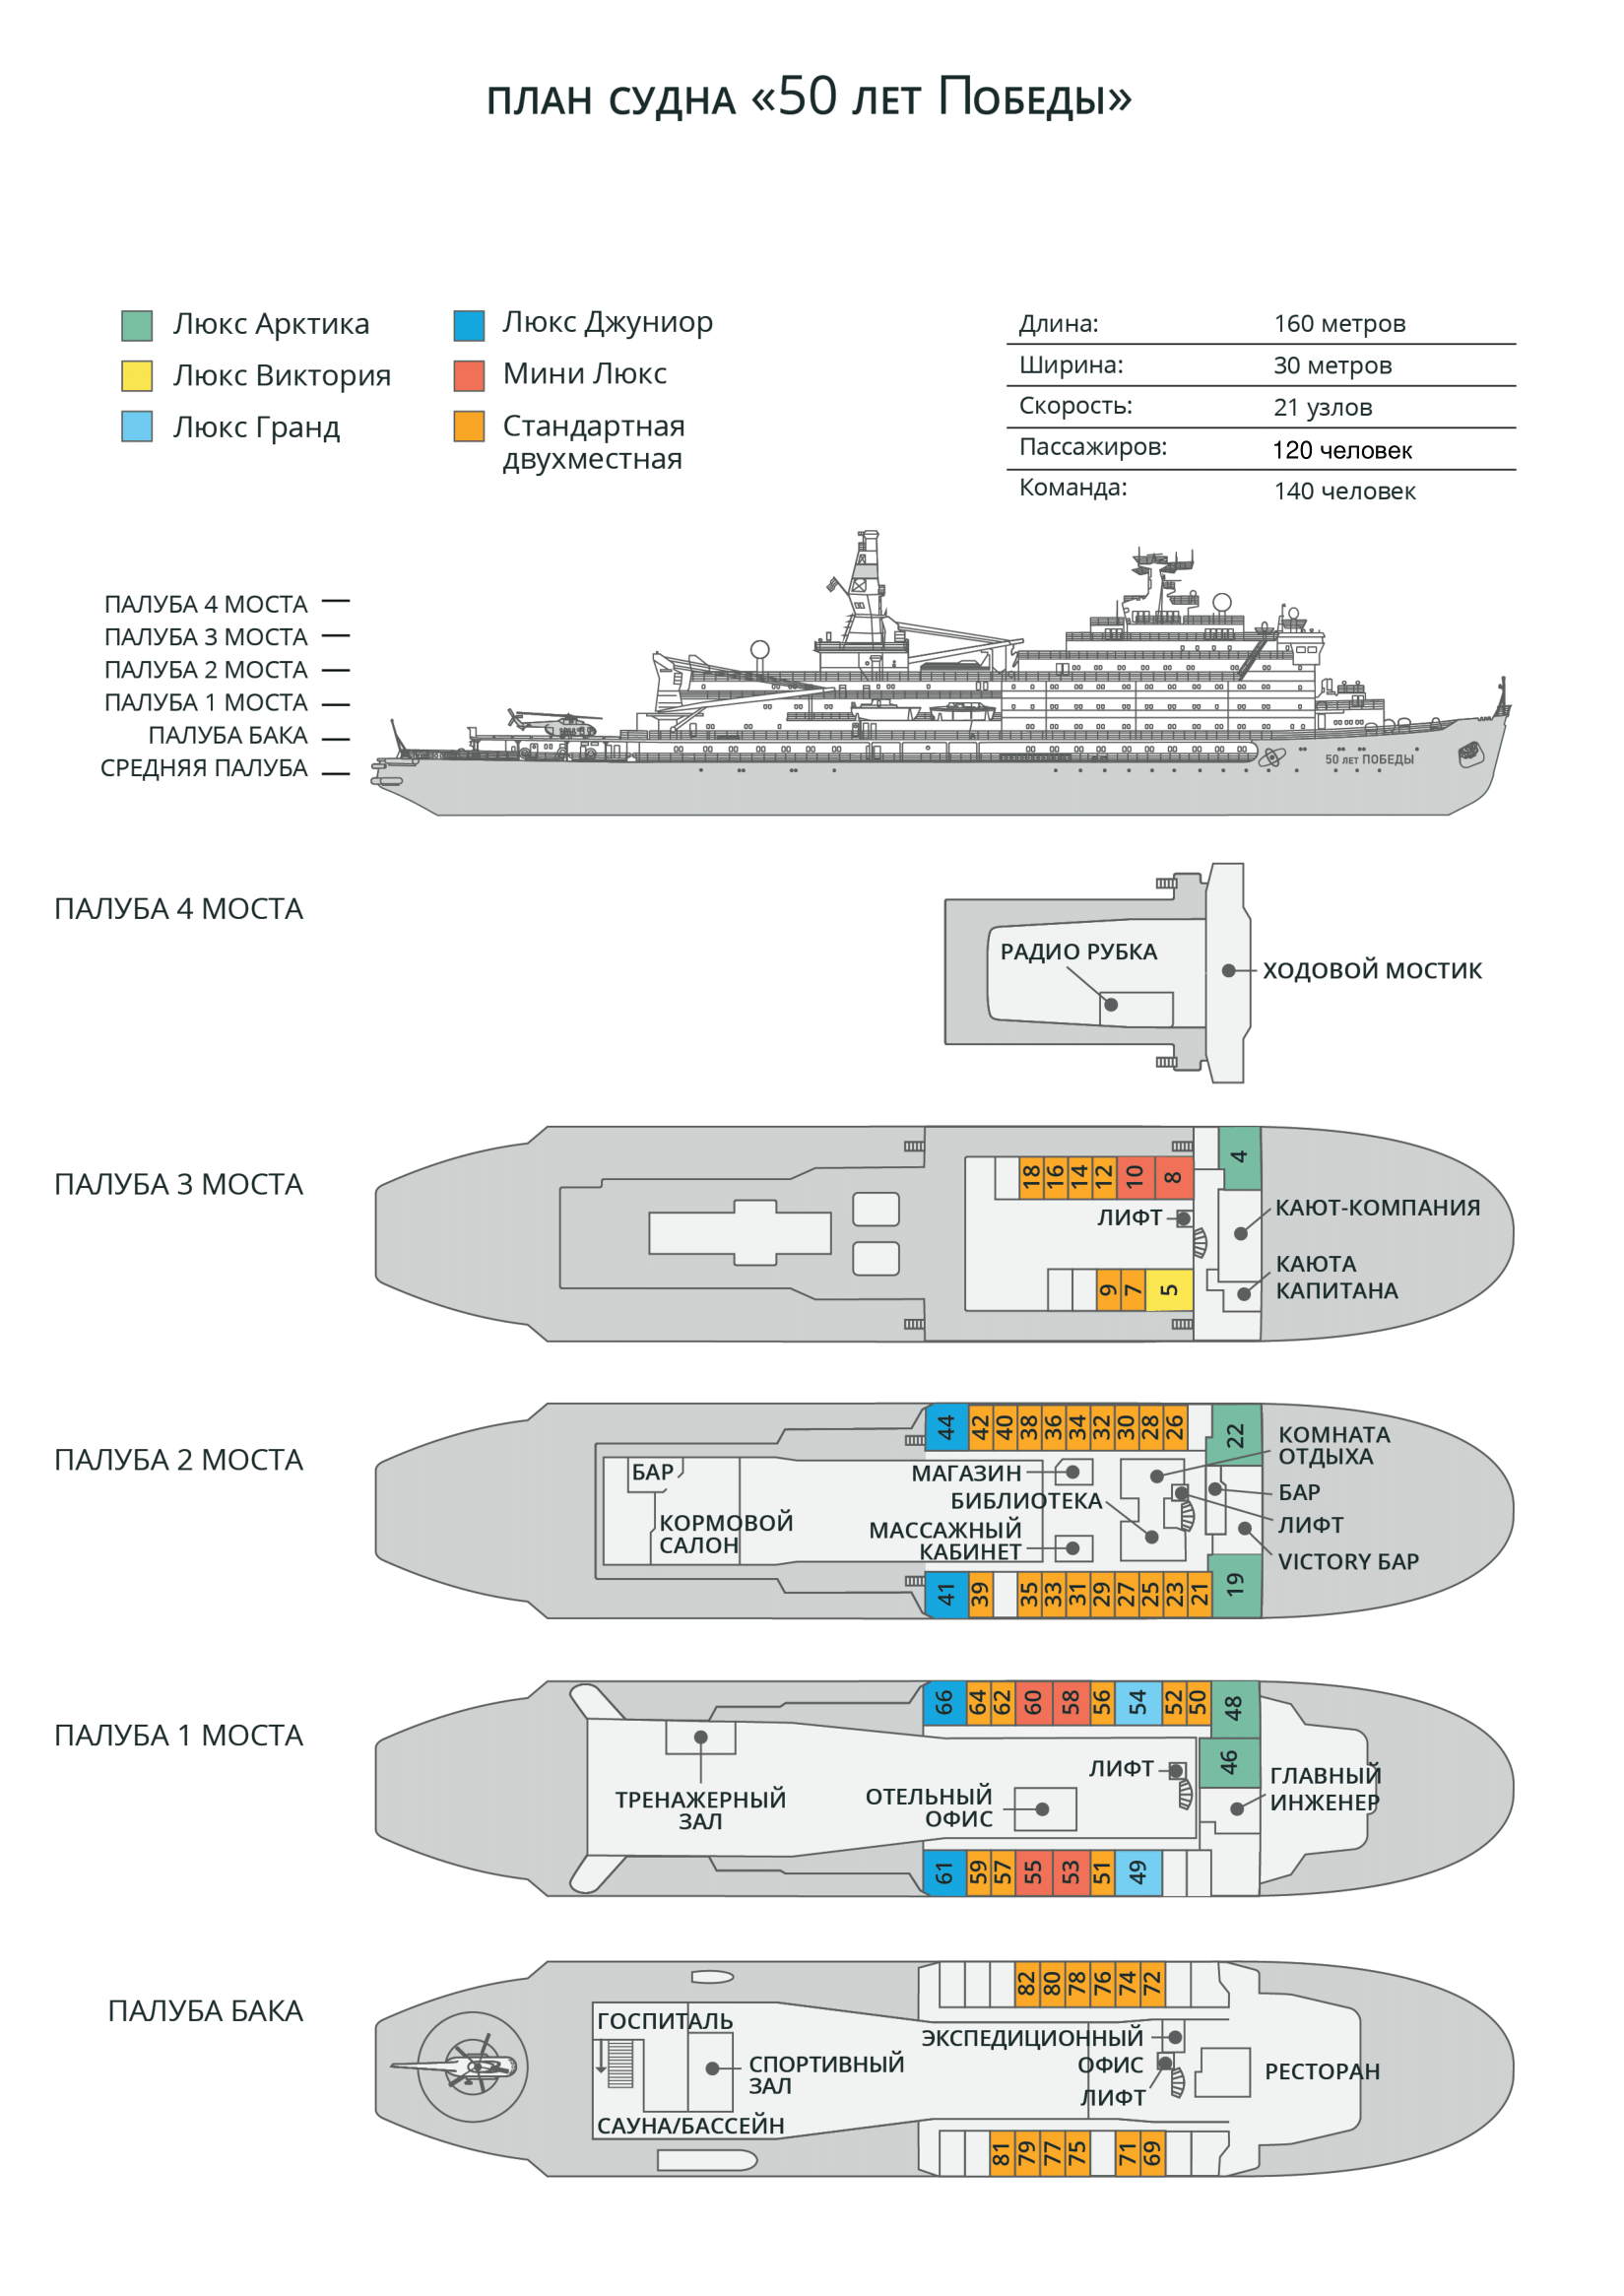 план судна «50 лет Победы»
Люкс Арктика
Люкс Виктория
Люкс Гранд
Люкс Джуниор
Мини Люкс
Стандартная
двухместная
Длина: 160 метров
Ширина: 30 метров
Скорость: 21 узлов
Пассажиров: 120 человек
Команда: 140 человек
ПАЛУБА 4 МОСТА
ПАЛУБА 3 МОСТА
ПАЛУБА 2 МОСТА
ПАЛУБА 1 МОСТА
ПАЛУБА БАКА
СРЕДНЯЯ ПАЛУБА
50 лет ПОБЕДЫ
ПАЛУБА 4 МОСТА
РАДИО РУБКА
ХОДОВОЙ МОСТИК
ПАЛУБА 3 МОСТА
18 16 14 12 10 8 4
ЛИФТ
КАЮТ-КОМПАНИЯ
КАЮТА
КАПИТАНА
9 7 5
ПАЛУБА 2 МОСТА
44 42 40 38 36 34 32 30 28 26 22
БАР
КОРМОВОЙ
САЛОН
МАГАЗИН
БИБЛИОТЕКА
МАССАЖНЫЙ
КАБИНЕТ
КОМНАТА
ОТДЫХА
БАР
ЛИФТ
VICTORY БАР
41 39 35 33 31 29 27 25 23 21 19
ПАЛУБА 1 МОСТА
66 64 62 60 58 56 54 52 50 48
46
ТРЕНАЖЕРНЫЙ
ЗАЛ
ОТЕЛЬНЫЙ
ОФИС
ЛИФТ
ГЛАВНЫЙ
ИНЖЕНЕР
61 59 57 55 53 51 49
ПАЛУБА БАКА
82 80 78 76 74 72
ГОСПИТАЛЬ
СПОРТИВНЫЙ
ЗАЛ
САУНА/БАССЕЙН
ЭКСПЕДИЦИОННЫЙ
ОФИС
ЛИФТ
РЕСТОРАН
81 79 77 75 71 69